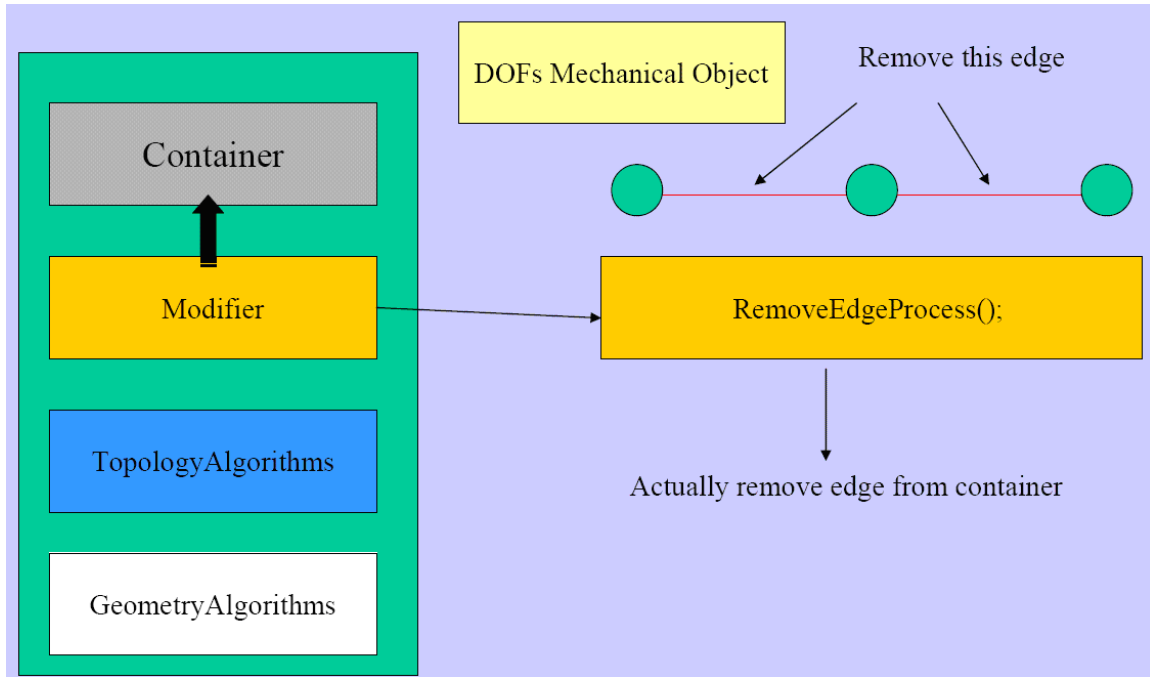 DOFs Mechanical Object
Remove this edge
Container
Modifier
RemoveEdgeProcess();
TopologyAlgorithms
Actually remove edge from container
GeometryAlgorithms